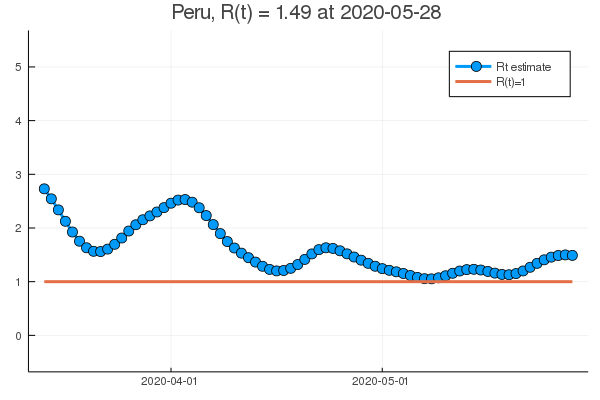 Peru, R(t) = 1.49 at 2020-05-28
5
4
3
2
1
0
Rt estimate
R(t)=1
2020-04-01
2020-05-01